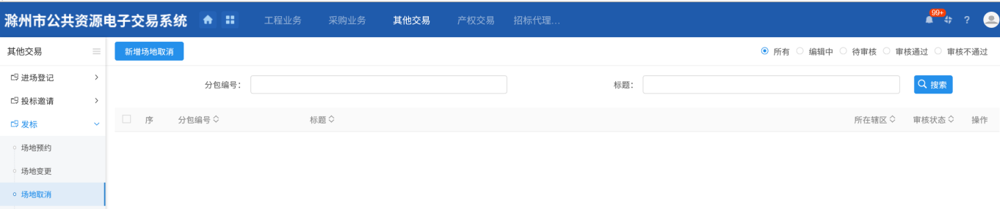 滁州市公共资源电子交易系统 工程业务 采购业务 其他交易 产权交易 招标代理... 99+ ?
其他交易 新增场地取消 所有 编辑中 待审核 审核通过 审核不通过
进场登记 分包编号： 标题： 搜索
投标邀请
发标 序 分包编号 标题 所在辖区 审核状态 操作
场地预约
场地变更
场地取消